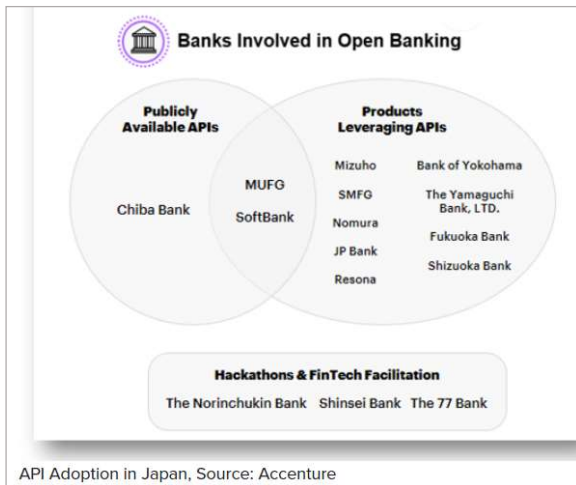 Banks Involved in Open Banking
Publicly
Available APIs
Products
Leveraging APIs
Chiba Bank
MUFG
SoftBank
Mizuho
SMFG
Nomura
JP Bank
Resona
Bank of Yokohama
The Yamaguchi
Bank, LTD.
Fukuoka Bank
Shizuoka Bank
Hackathons & FinTech Facilitation
The Norinchukin Bank Shinsei Bank The 77 Bank
API Adoption in Japan, Source: Accenture